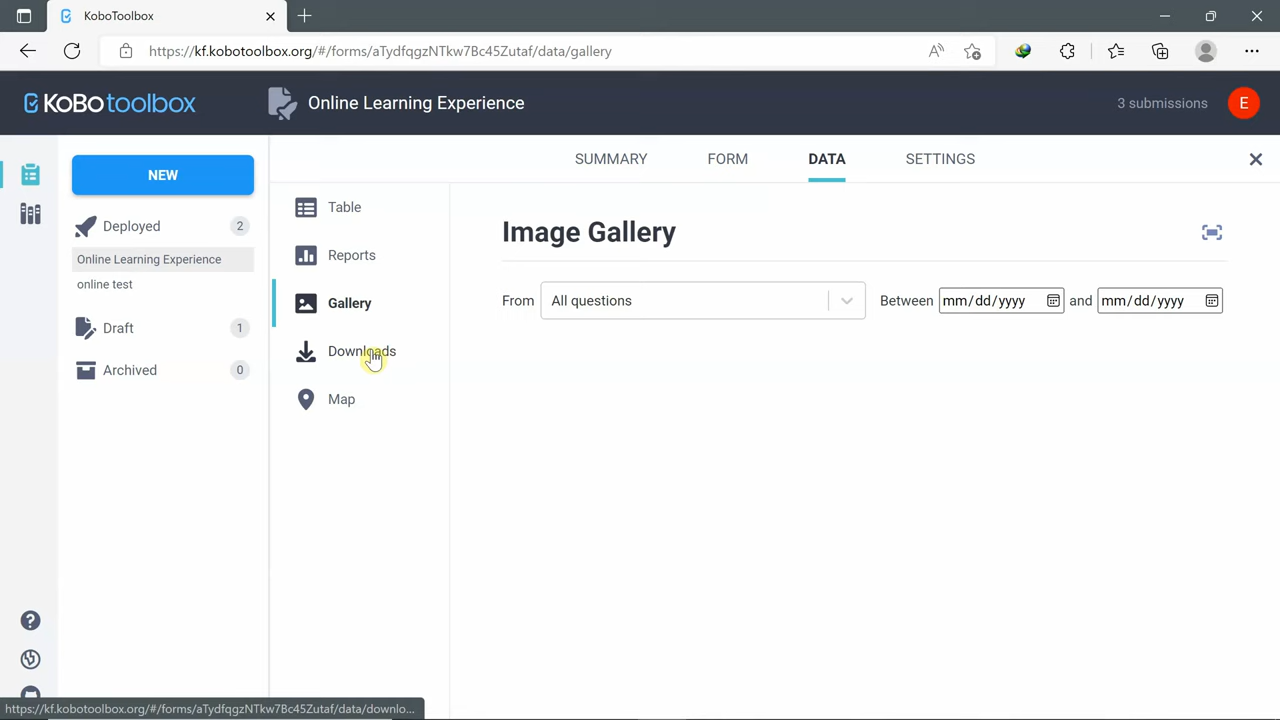 KoboToolbox
https://kf.kobotoolbox.org/#/forms/aTydfqgzNTkw7Bc45Zutaf/data/gallery
KoBotoolbox
Online Learning Experience
3 submissions
E
NEW
Deployed 2
Online Learning Experience
online test
Draft 1
Archived 0
SUMMARY FORM DATA SETTINGS
Table
Reports
Gallery
Downloads
Map
Image Gallery
From All questions Between mm/dd/yyyy and mm/dd/yyyy
https://kf.kobotoolbox.org/#/forms/aTydfqgzNTkw7Bc45Zutaf/data/downlo...